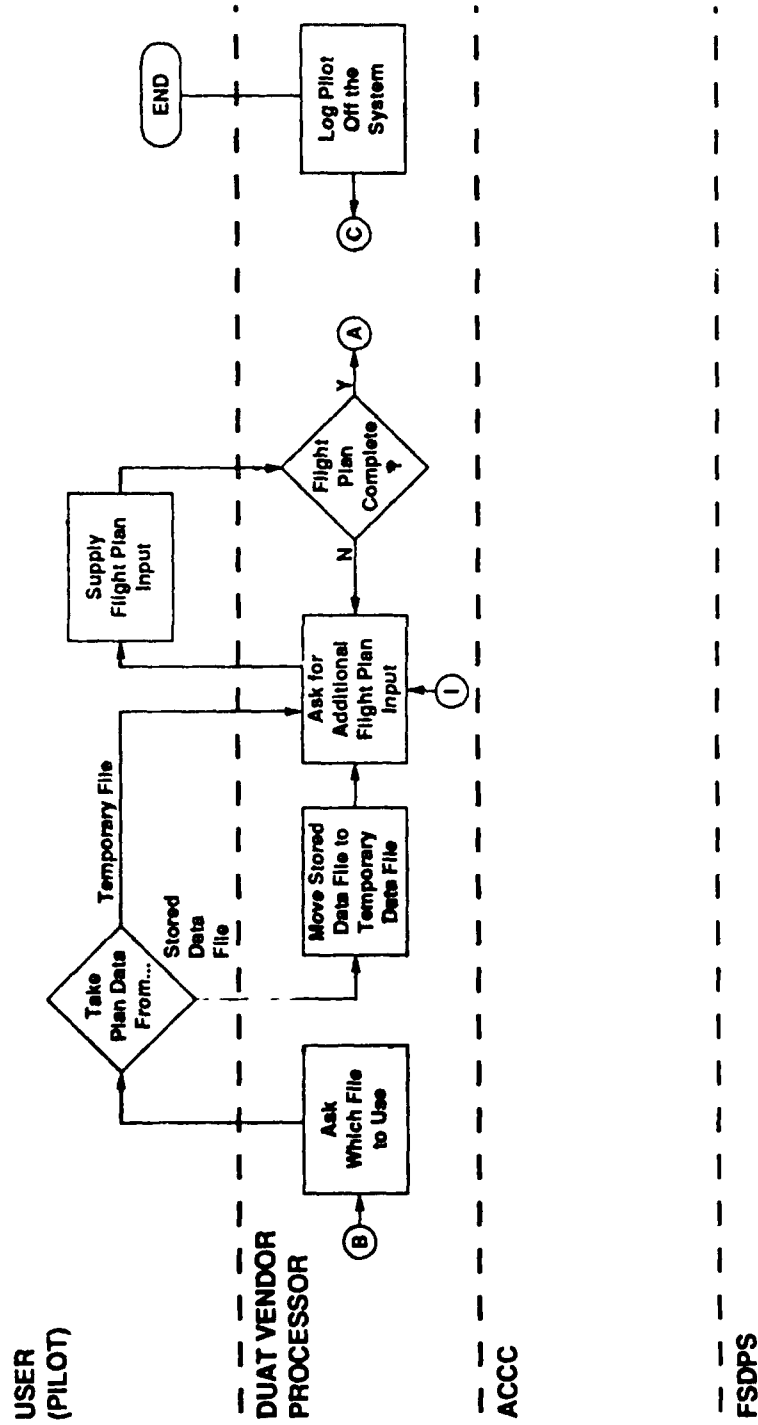 USER
(PILOT)
Take
Plan Data
From...
Temporary File
Stored
Data
File
Supply
Flight Plan
Input
END
DUAT VENDOR
PROCESSOR
B
Ask
Which File
to Use
Move Stored
Data File to
Temporary
Data File
Ask for
Additional
Flight Plan
Input
I
N
Flight
Plan
Complete
?
Y
A
C
Log Pilot
Off the
System
ACCC
FSDPS